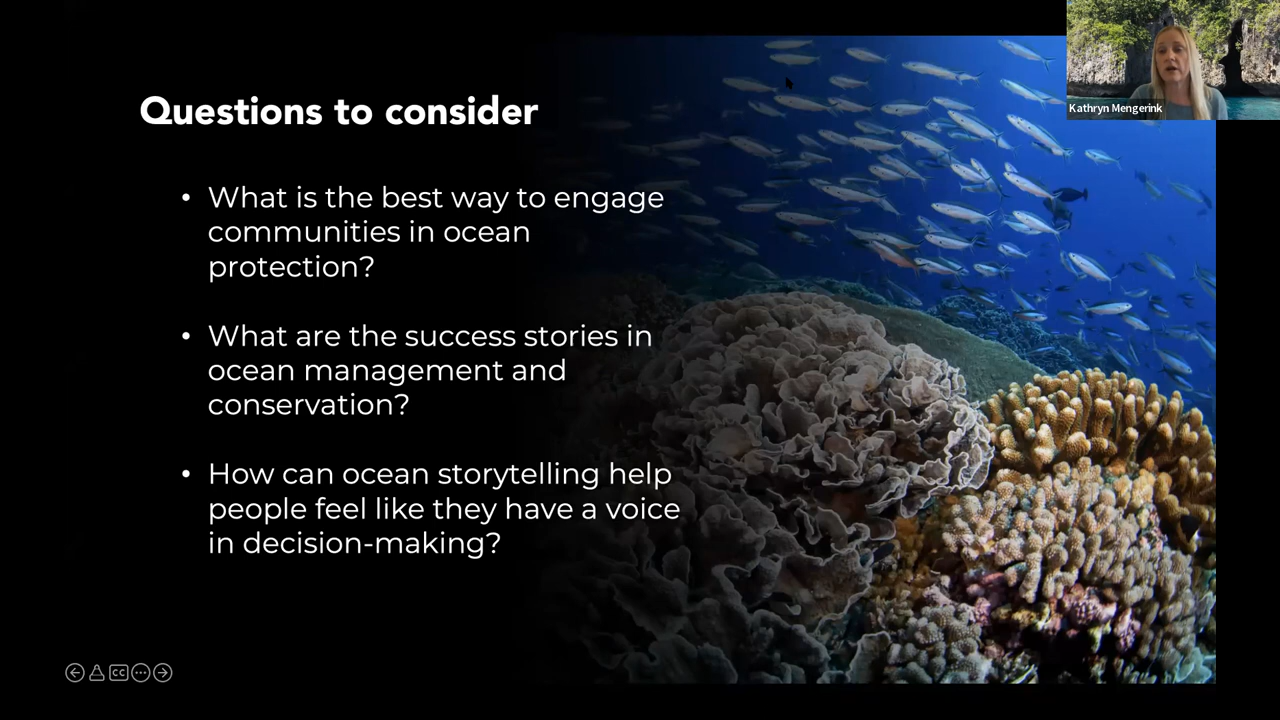 Kathryn Mengerink
Questions to consider
• What is the best way to engage
communities in ocean
protection?
• What are the success stories in
ocean management and
conservation?
• How can ocean storytelling help
people feel like they have a voice
in decision-making?
CC